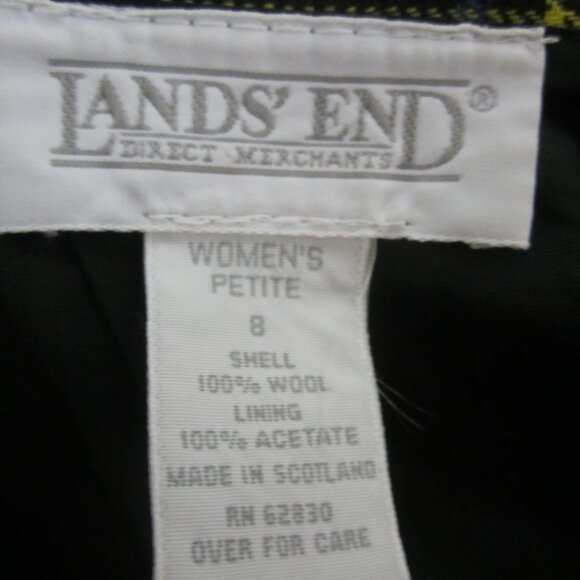 LANDS' END®
DIRECT MERCHANTS
WOMEN'S
PETITE
8
SHELL
100% WOOL
LINING
100% ACETATE
MADE IN SCOTLAND
RN 62830
OVER FOR CARE